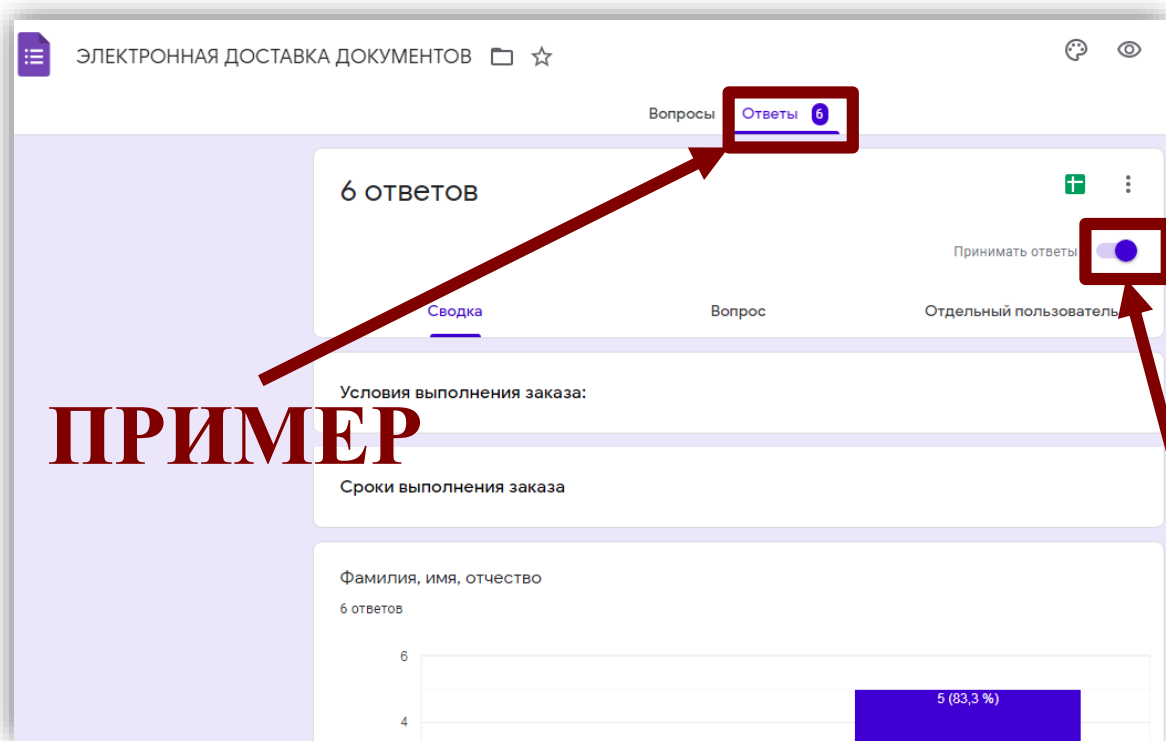 ЭЛЕКТРОННАЯ ДОСТАВКА ДОКУМЕНТОВ
Вопросы Ответы 6
6 ответов
Принимать ответы
Сводка Вопрос Отдельный пользователь
Условия выполнения заказа:
ПРИМЕР
Сроки выполнения заказа
Фамилия, имя, отчество
6 ответов
6
5 (83,3 %)
4